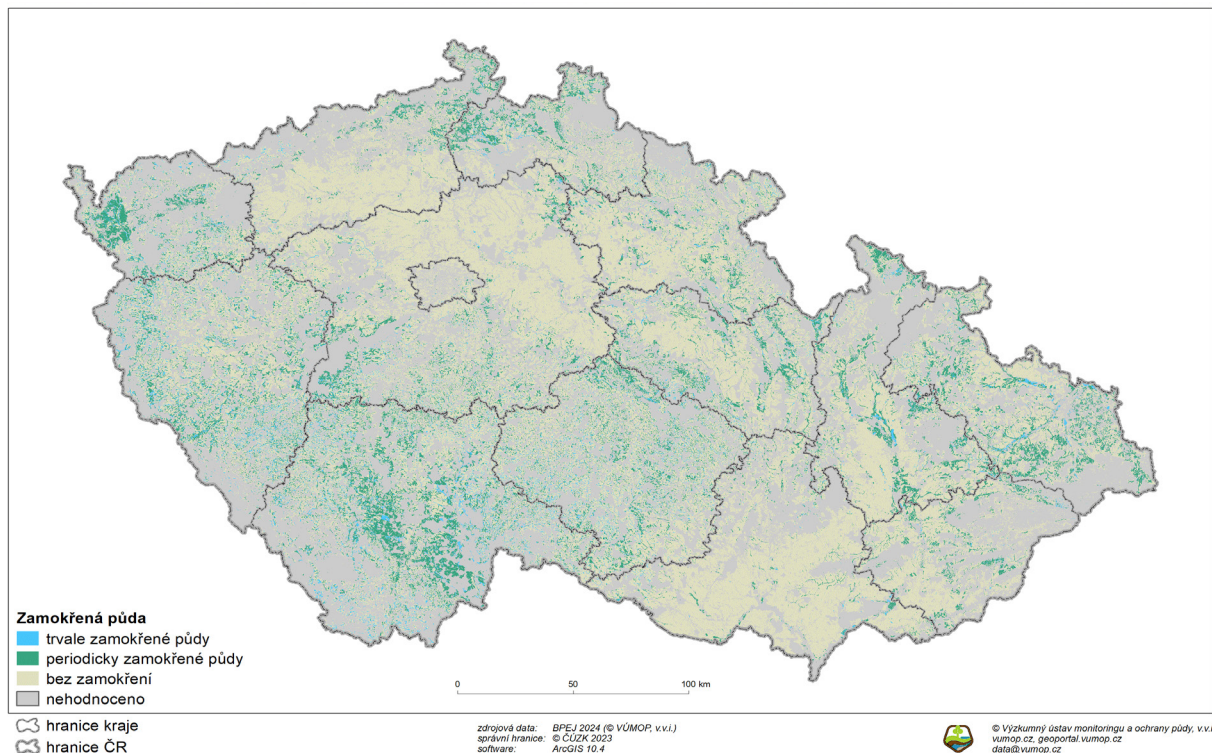 Zamokřená půda
trvale zamokřené půdy
periodicky zamokřené půdy
bez zamokření
nehodnoceno
hranice kraje
hranice ČR
0 50 100 km
zdrojová data: BPEJ 2024 (© VÚMOP, v.v.i.)
správní hranice: © ČÚZK 2023
software: ArcGIS 10.4
© Výzkumný ústav monitoringu a ochrany půdy, v.v.i
vumop.cz, geoportal.vumop.cz
data@vumop.cz